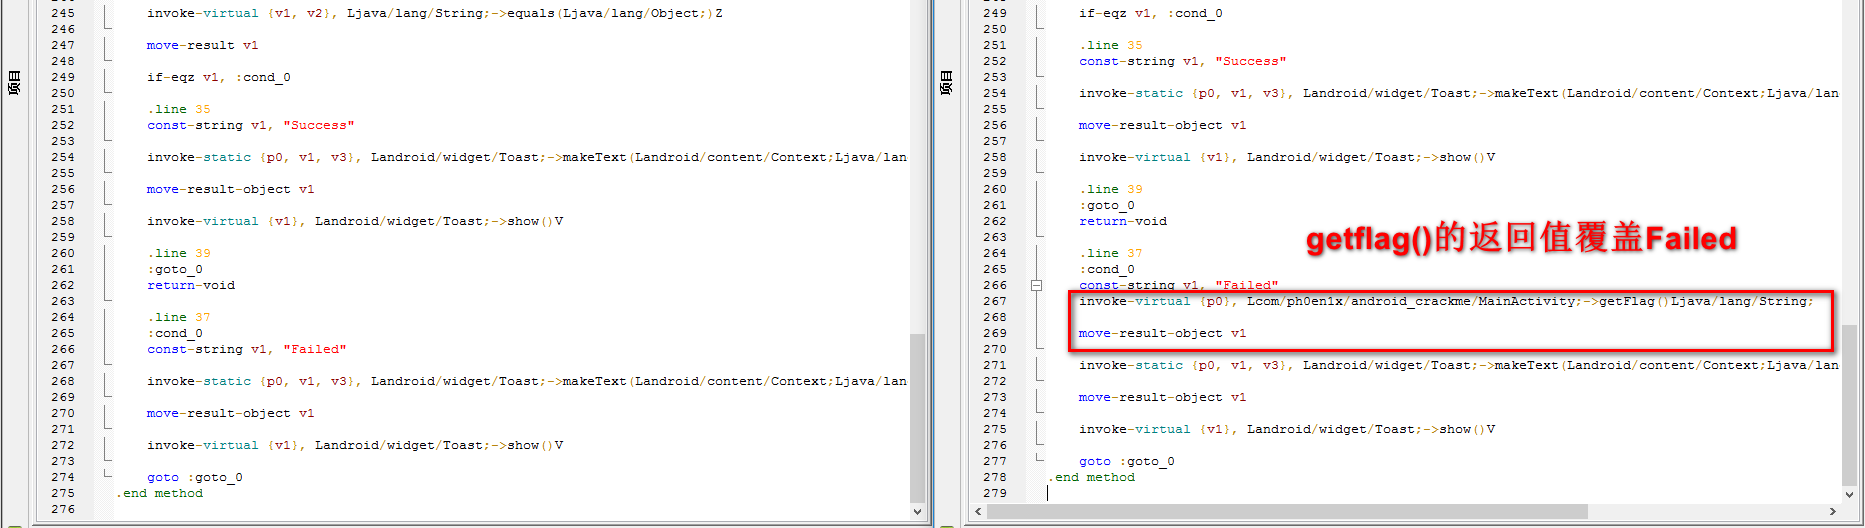 目录
245 invoke-virtual {v1, v2}, Ljava/lang/String;->equals(Ljava/lang/Object;)Z
246
247 move-result v1
248
249 if-eqz v1, :cond_0
250
251 .line 35
252 const-string v1, "Success"
253
254 invoke-static {p0, v1, v3}, Landroid/widget/Toast;->makeText(Landroid/content/Context;Ljava/lan
255
256 move-result-object v1
257
258 invoke-virtual {v1}, Landroid/widget/Toast;->show()V
259
260 .line 39
261 :goto_0
262 return-void
263
264 .line 37
265 :cond_0
266 const-string v1, "Failed"
267
268 invoke-static {p0, v1, v3}, Landroid/widget/Toast;->makeText(Landroid/content/Context;Ljava/lan
269
270 move-result-object v1
271
272 invoke-virtual {v1}, Landroid/widget/Toast;->show()V
273
274 goto :goto_0
275 .end method
276
目录
249 if-eqz v1, :cond_0
250
251 .line 35
252 const-string v1, "Success"
253
254 invoke-static {p0, v1, v3}, Landroid/widget/Toast;->makeText(Landroid/content/Context;Ljava/lan
255
256 move-result-object v1
257
258 invoke-virtual {v1}, Landroid/widget/Toast;->show()V
259
260 .line 39
261 :goto_0
262 return-void
263
getflag()的返回值覆盖Failed
264 .line 37
265 :cond_0
266 const-string v1, "Failed"
267 invoke-virtual {p0}, Lcom/ph0en1x/android_crackme/MainActivity;->getFlag()Ljava/lang/String;
268
269 move-result-object v1
270
271 invoke-static {p0, v1, v3}, Landroid/widget/Toast;->makeText(Landroid/content/Context;Ljava/lan
272
273 move-result-object v1
274
275 invoke-virtual {v1}, Landroid/widget/Toast;->show()V
276
277 goto :goto_0
278 .end method
279